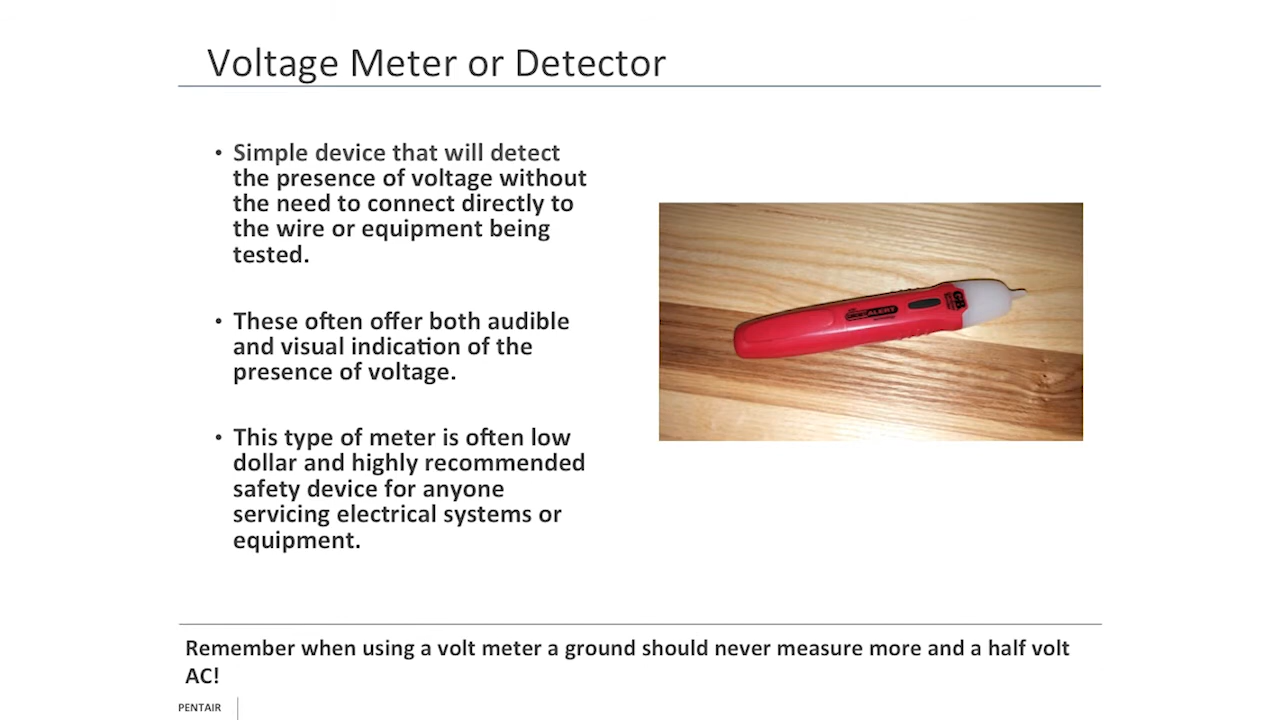 Voltage Meter or Detector
• Simple device that will detect
the presence of voltage without
the need to connect directly to
the wire or equipment being
tested.
• These often offer both audible
and visual indication of the
presence of voltage.
• This type of meter is often low
dollar and highly recommended
safety device for anyone
servicing electrical systems or
equipment.
ALERT
GB
Remember when using a volt meter a ground should never measure more and a half volt
AC!
PENTAIR